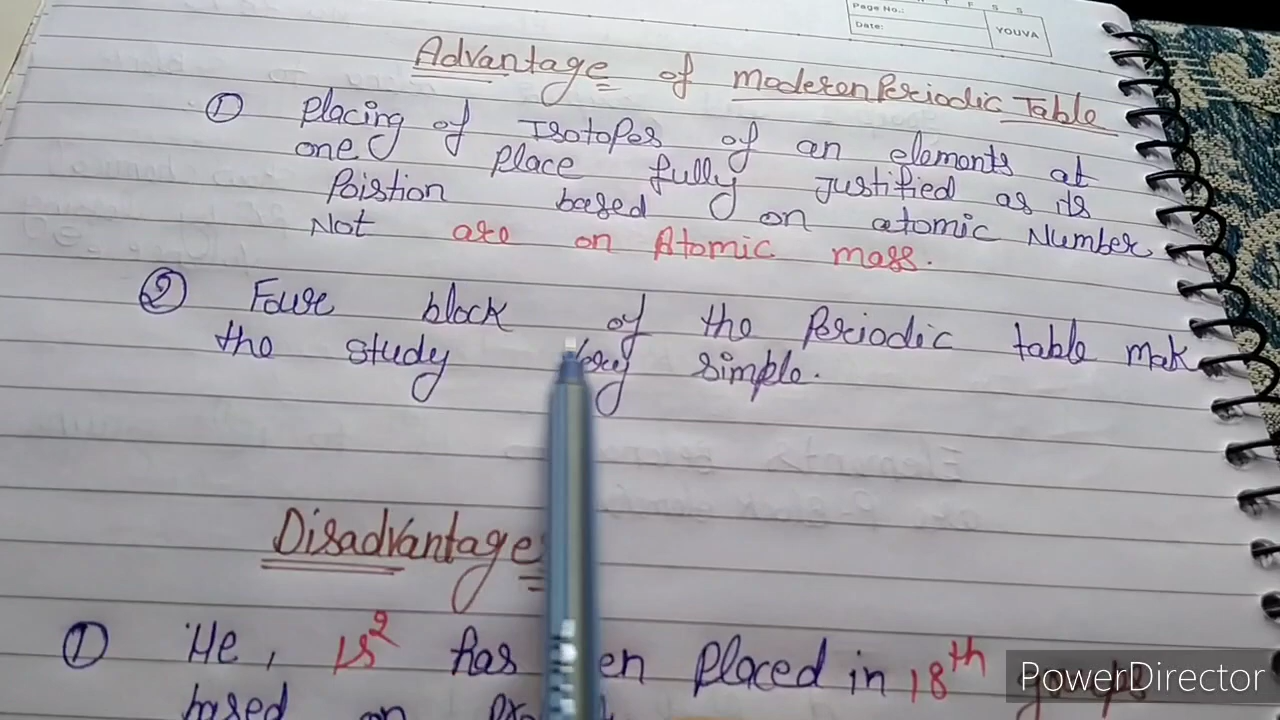 Page No.:
Date:
YOUVA
Advantage of Moderen Periodic Table
① Placing of Isotopes of an elements at
one place fully Justified as its
Poistion based on atomic Number
Not are on Atomic mass.
② Foure block of the Periodic table mak
the study very simple.
Disadvantage
① He, 1s² has en placed in 18th groups
based on
PowerDirector